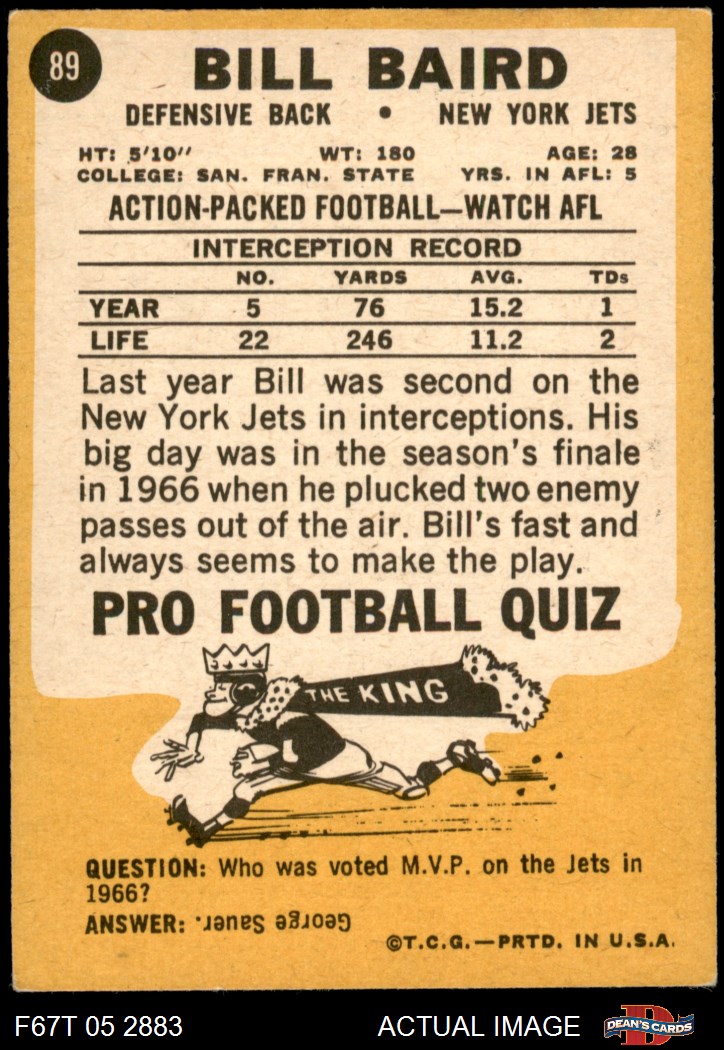 89
BILL BAIRD
DEFENSIVE BACK • NEW YORK JETS
HT: 5'10" WT: 180 AGE: 28
COLLEGE: SAN. FRAN. STATE YRS. IN AFL: 5
ACTION-PACKED FOOTBALL—WATCH AFL
INTERCEPTION RECORD
NO. YARDS AVG. TDs
YEAR 5 76 15.2 1
LIFE 22 246 11.2 2
Last year Bill was second on the
New York Jets in interceptions. His
big day was in the season's finale
in 1966 when he plucked two enemy
passes out of the air. Bill's fast and
always seems to make the play.
PRO FOOTBALL QUIZ
THE KING
QUESTION: Who was voted M.V.P. on the Jets in
1966?
ANSWER: George Sauer.
©T.C.G.—PRTD. IN U.S.A.
F67T 05 2883 ACTUAL IMAGE DEAN'S CARDS